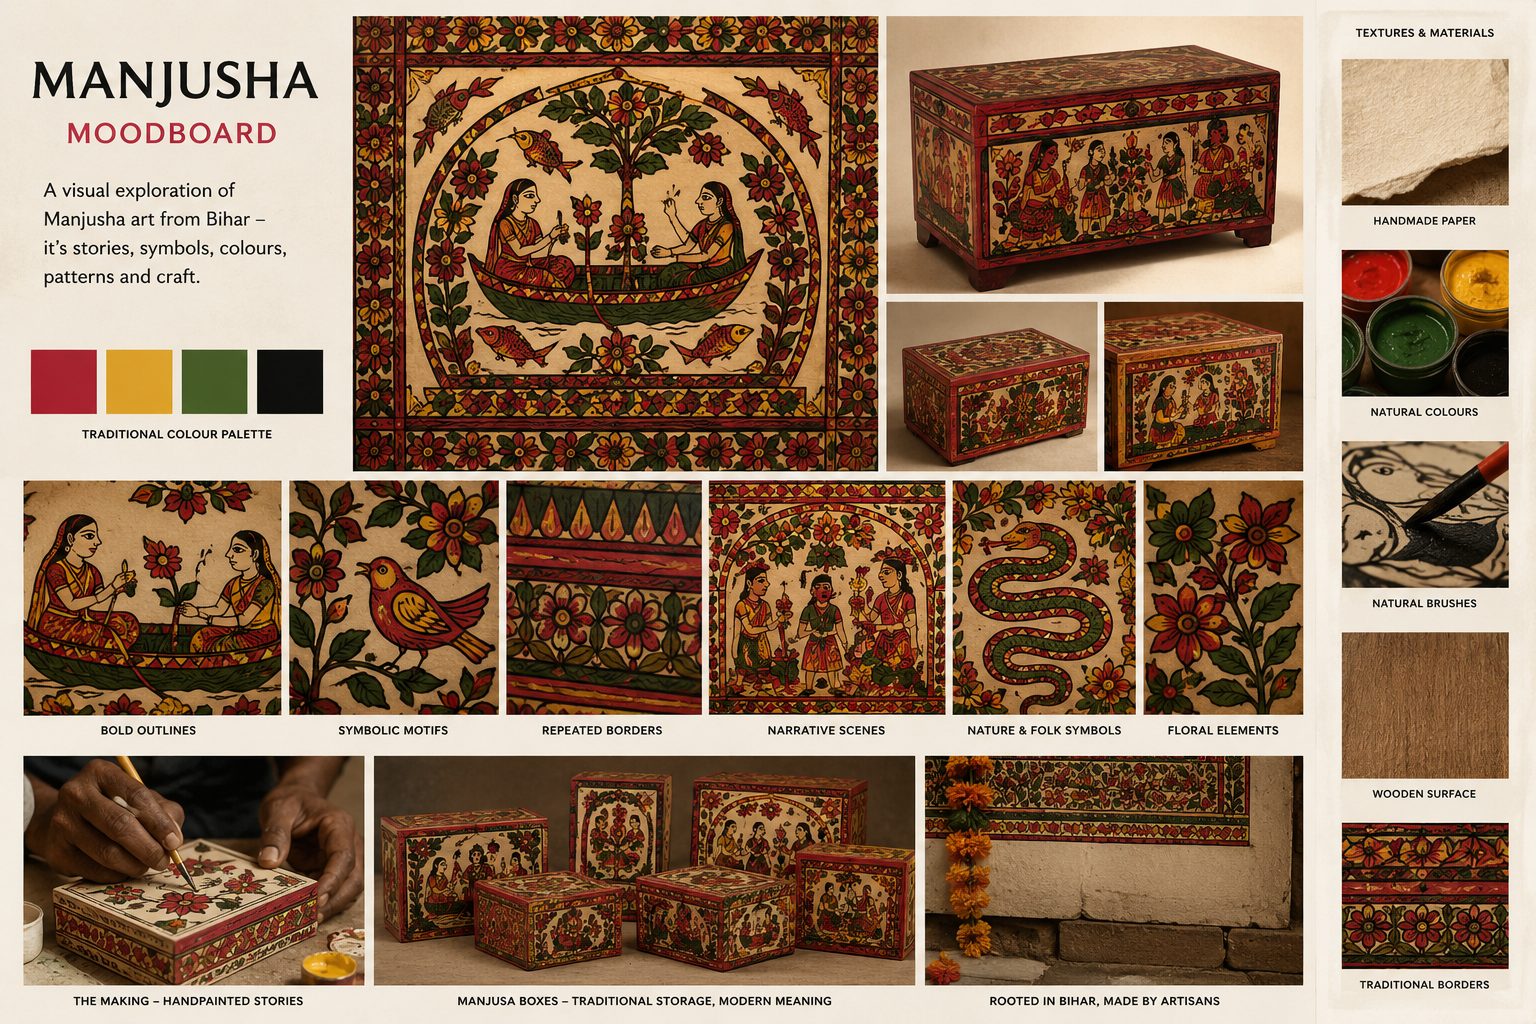 MANJUSHA
MOODBOARD
A visual exploration of
Manjusha art from Bihar –
it's stories, symbols, colours,
patterns and craft.
TRADITIONAL COLOUR PALETTE
BOLD OUTLINES
SYMBOLIC MOTIFS
REPEATED BORDERS
NARRATIVE SCENES
NATURE & FOLK SYMBOLS
FLORAL ELEMENTS
THE MAKING – HANDPAINTED STORIES
MANJUSA BOXES – TRADITIONAL STORAGE, MODERN MEANING
ROOTED IN BIHAR, MADE BY ARTISANS
TEXTURES & MATERIALS
HANDMADE PAPER
NATURAL COLOURS
NATURAL BRUSHES
WOODEN SURFACE
TRADITIONAL BORDERS